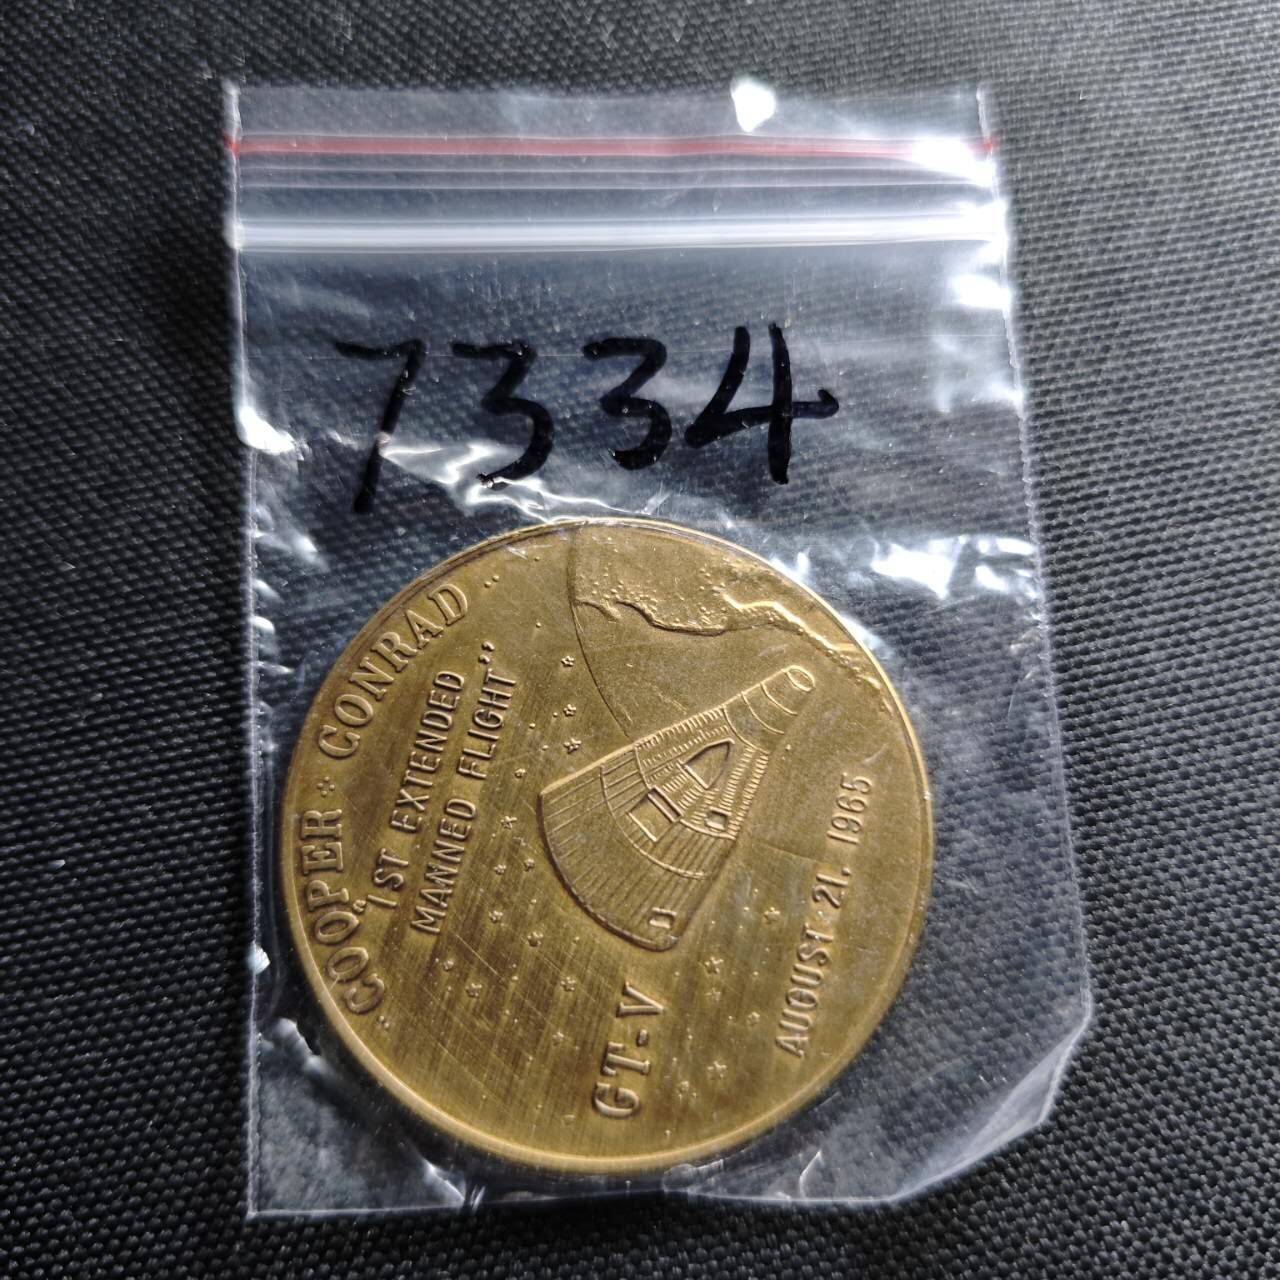 7334
"COOPER CONRAD"
"1ST EXTENDED
MANNED FLIGHT"
GT-V
AUGUST 21. 1965